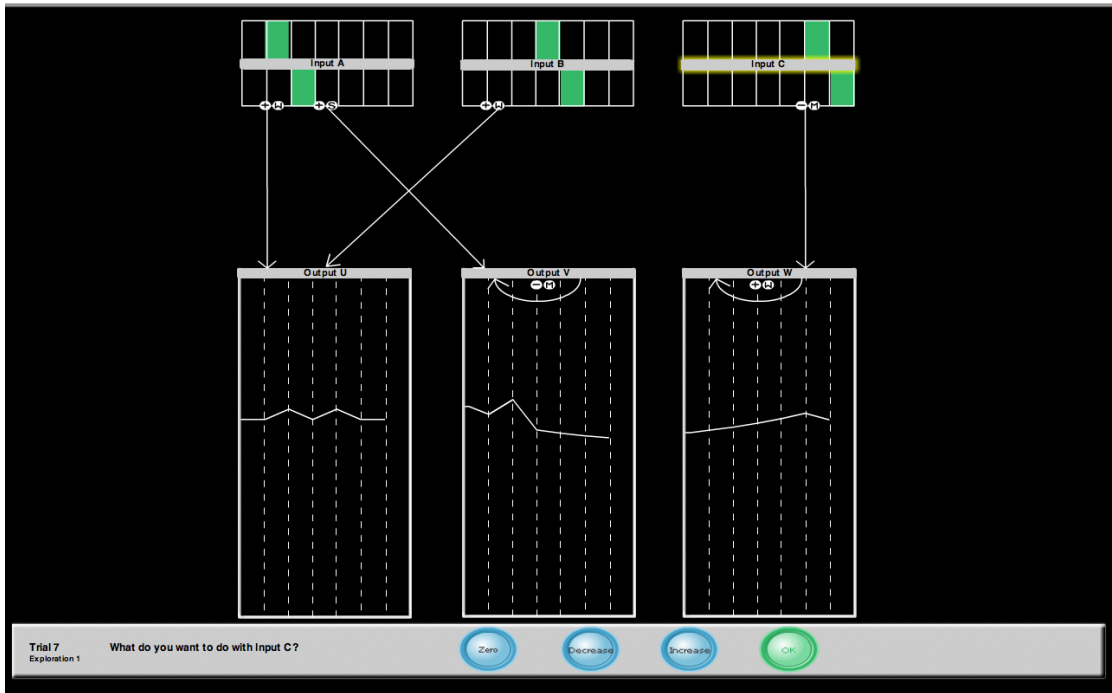 Input A
Input B
Input C
+ W
+ S
+ W
− M
Output U
Output V
Output W
− M
+ W
Trial 7
Exploration 1
What do you want to do with Input C?
Zero
Decrease
Increase
OK